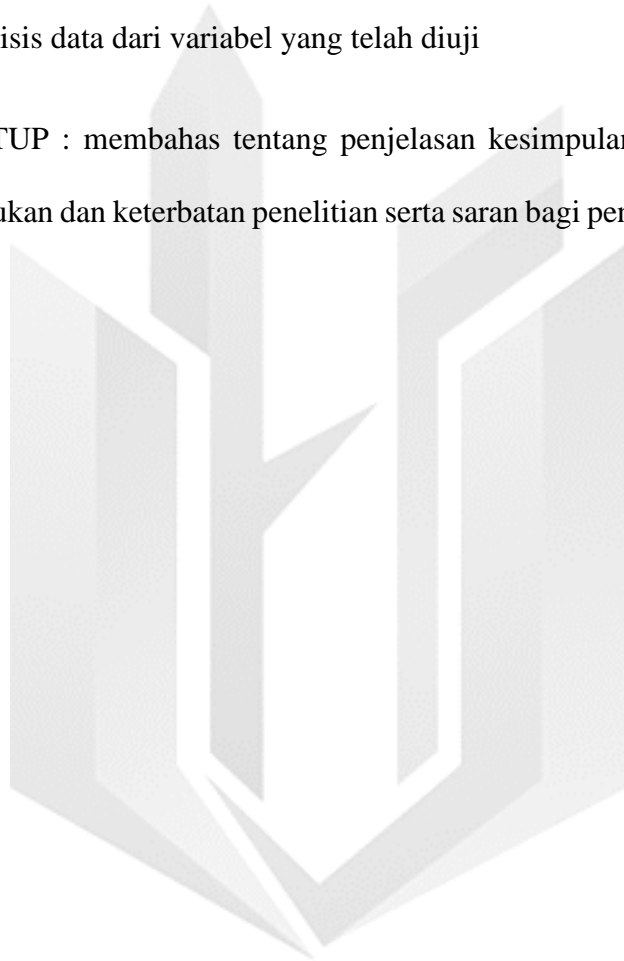 isis data dari variabel yang telah diuji
TUP : membahas tentang penjelasan kesimpulan
ukan dan keterbatan penelitian serta saran bagi pen